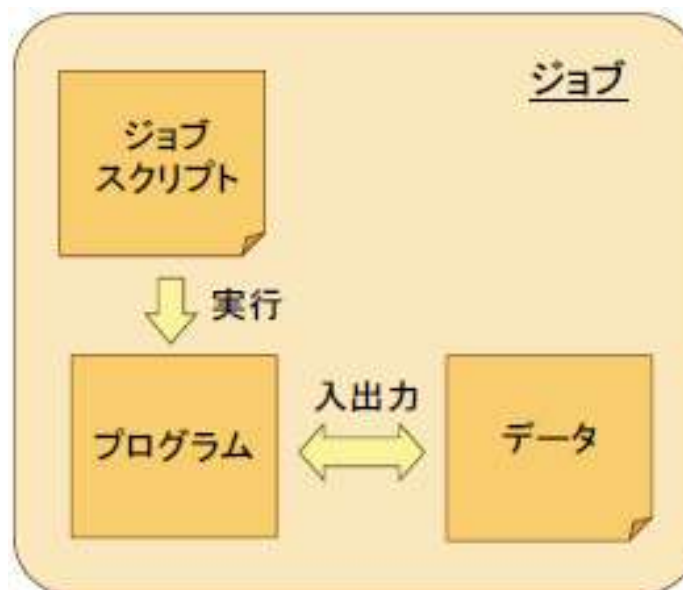 ジョブ
ジョブ
スクリプト
実行
プログラム
入出力
データ